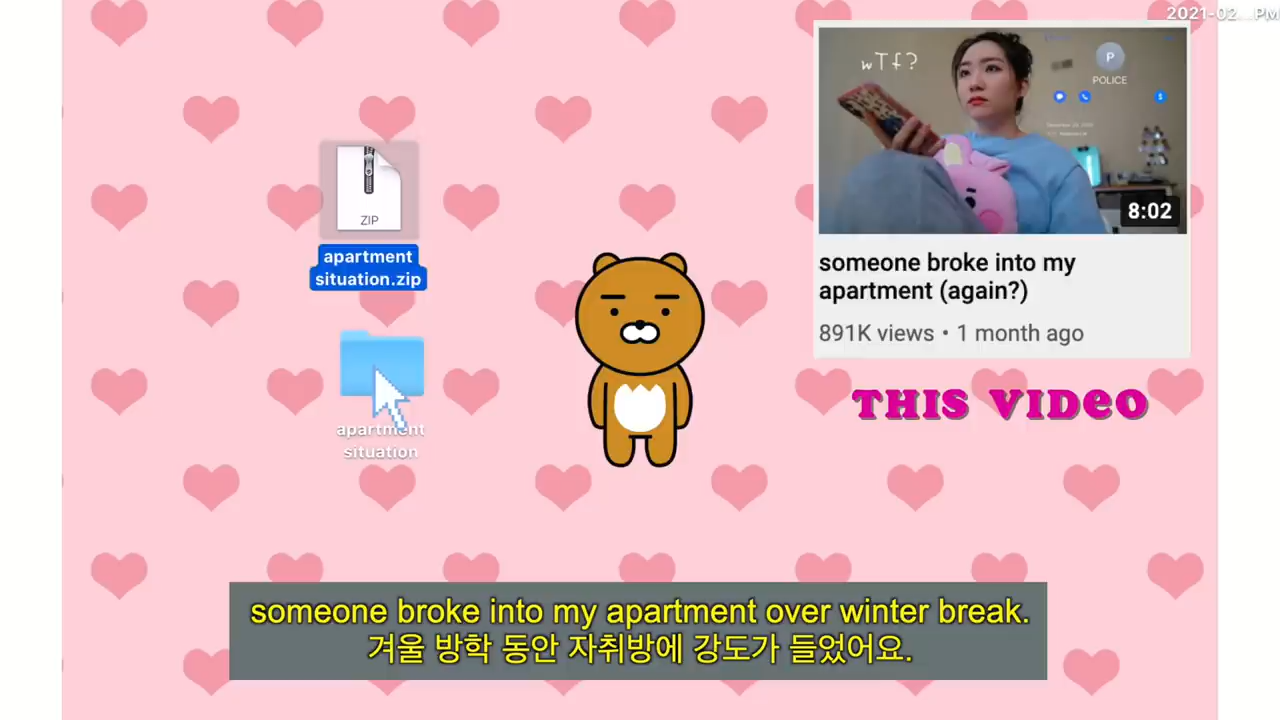 2021-02... PM
wTf?
P
POLICE
8:02
ZIP
apartment
situation.zip
someone broke into my
apartment (again?)
891K views • 1 month ago
THIS VIDEO
apartment
situation
someone broke into my apartment over winter break.
겨울 방학 동안 자취방에 강도가 들었어요.